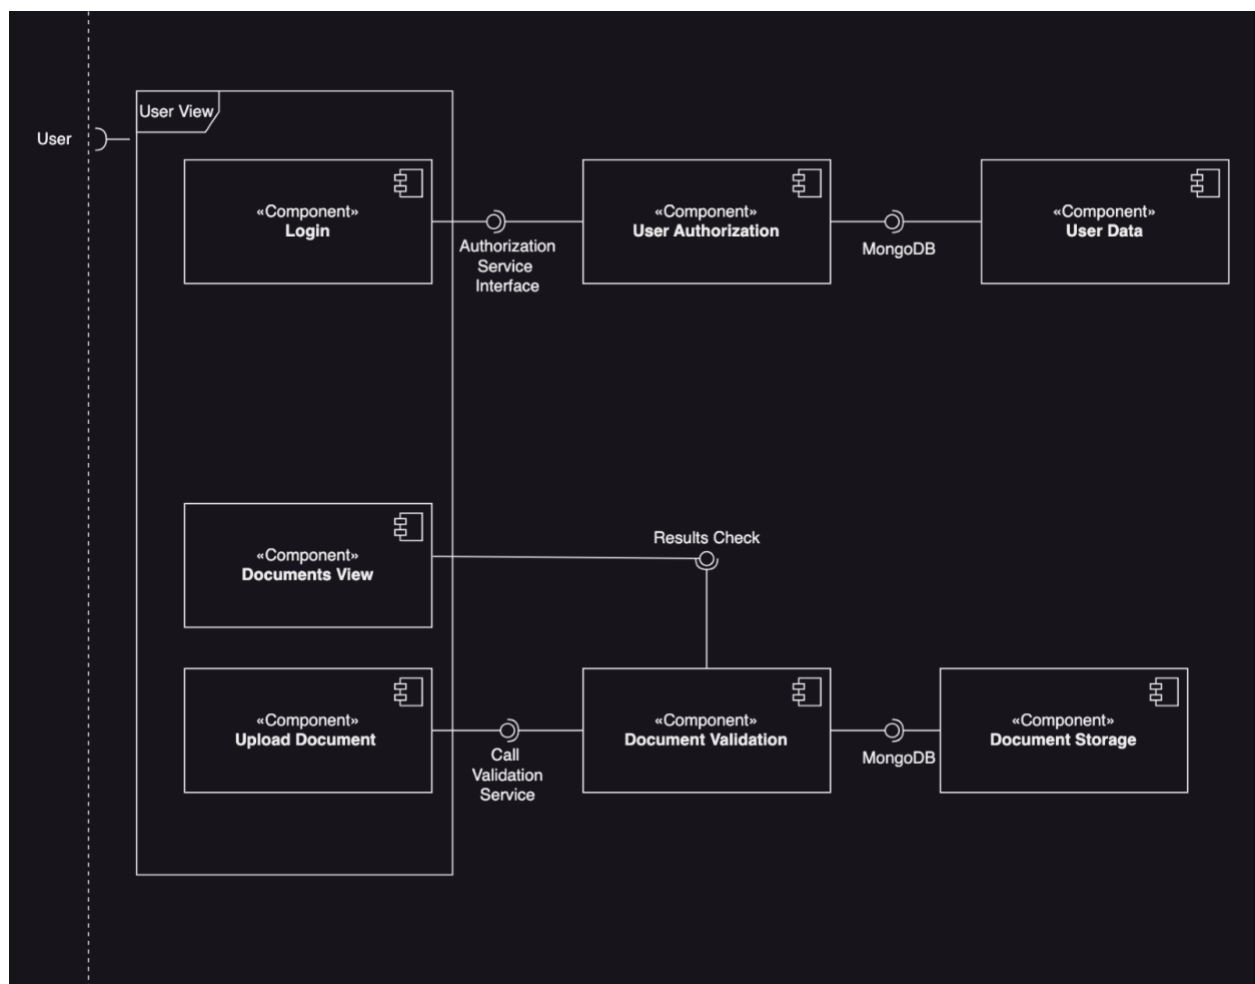 User View
User
«Component»
Login
Authorization
Service
Interface
«Component»
User Authorization
MongoDB
«Component»
User Data
«Component»
Documents View
Results Check
«Component»
Upload Document
Call
Validation
Service
«Component»
Document Validation
MongoDB
«Component»
Document Storage